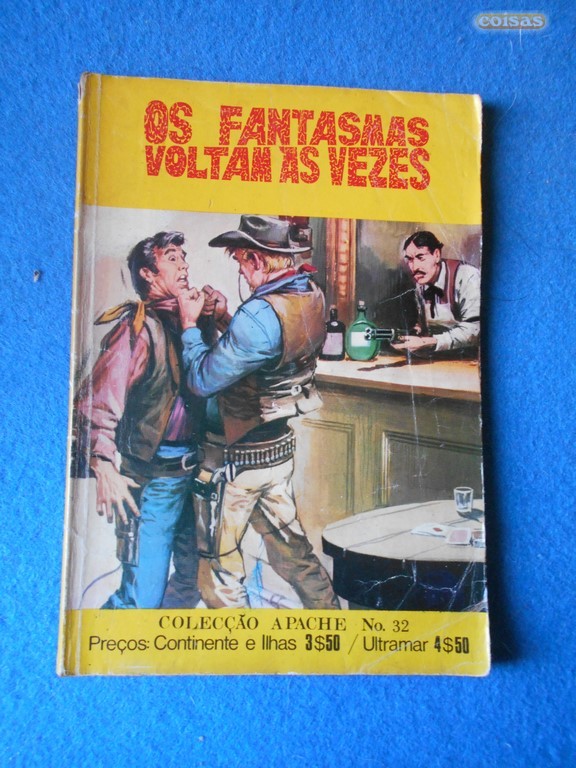 coisas
OS FANTASMAS
VOLTAM ÀS VEZES
COLECÇÃO APACHE No. 32
Preços: Continente e Ilhas 3$50 / Ultramar 4$50